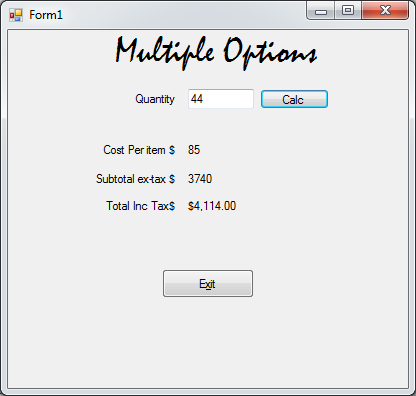 Form1
Multiple Options
Quantity 44 Calc
Cost Per item $ 85
Subtotal ex-tax $ 3740
Total Inc Tax$ $4,114.00
Exit